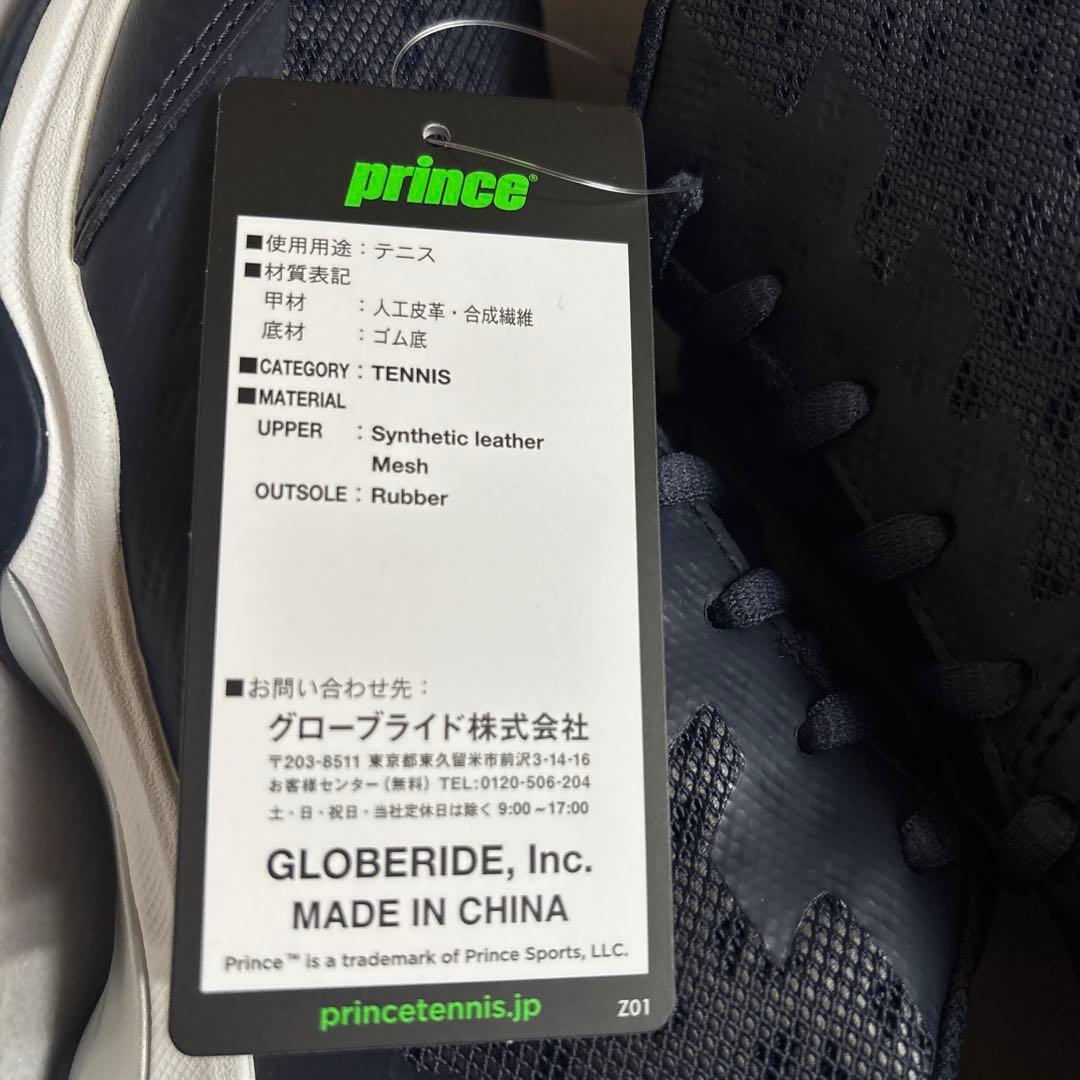 prince®
■使用用途：テニス
■材質表記
甲材　：人工皮革・合成繊維
底材　：ゴム底
■CATEGORY : TENNIS
■MATERIAL
UPPER : Synthetic leather
Mesh
OUTSOLE : Rubber
■お問い合わせ先：
グローブライド株式会社
〒203-8511 東京都東久留米市前沢3-14-16
お客様センター(無料) TEL:0120-506-204
土・日・祝日・当社定休日は除く 9:00～17:00
GLOBERIDE, Inc.
MADE IN CHINA
Prince™ is a trademark of Prince Sports, LLC.
princetennis.jp
Z01